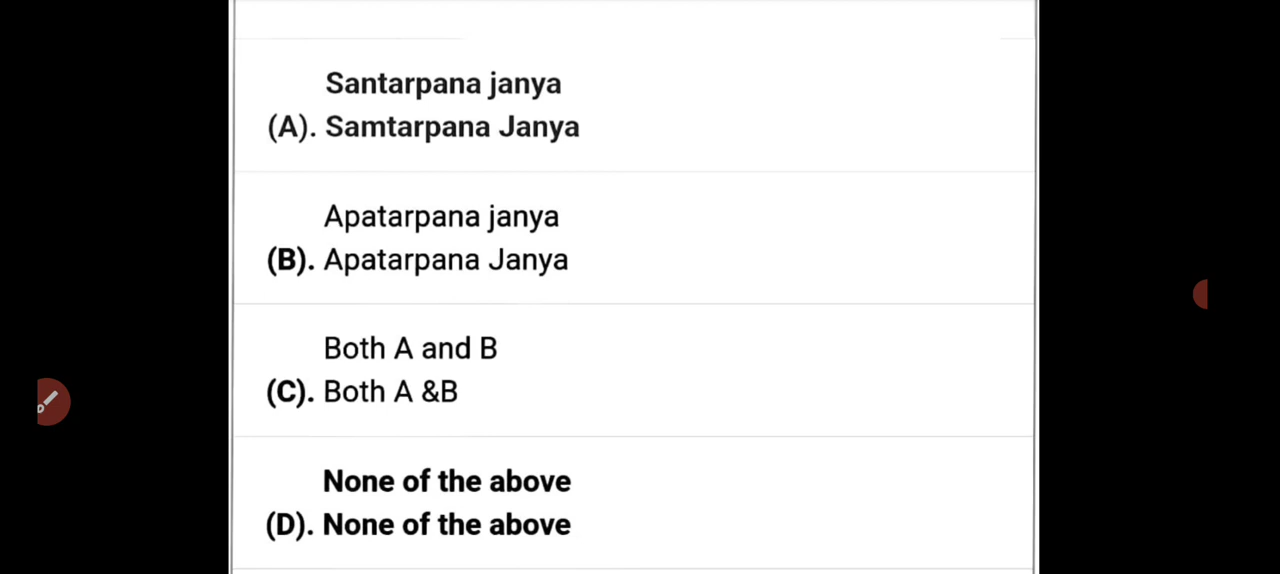 Santarpana janya
(A). Samtarpana Janya
Apatarpana janya
(B). Apatarpana Janya
Both A and B
(C). Both A &B
None of the above
(D). None of the above